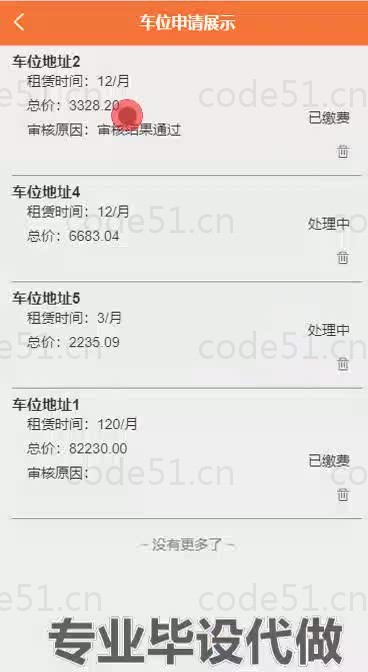 车位申请展示
车位地址2
租赁时间：12/月
总价：3328.20
已缴费
审核原因：审核结果通过
车位地址4
租赁时间：12/月
处理中
总价：6683.04
车位地址5
租赁时间：3/月
处理中
总价：2235.09
车位地址1
租赁时间：120/月
总价：82230.00
已缴费
审核原因：
~ 没有更多了 ~
专业毕设代做
code51.cn
code51.cn
code51.cn
code51.cn
code51.cn
code51.cn
code51.cn
code51.cn